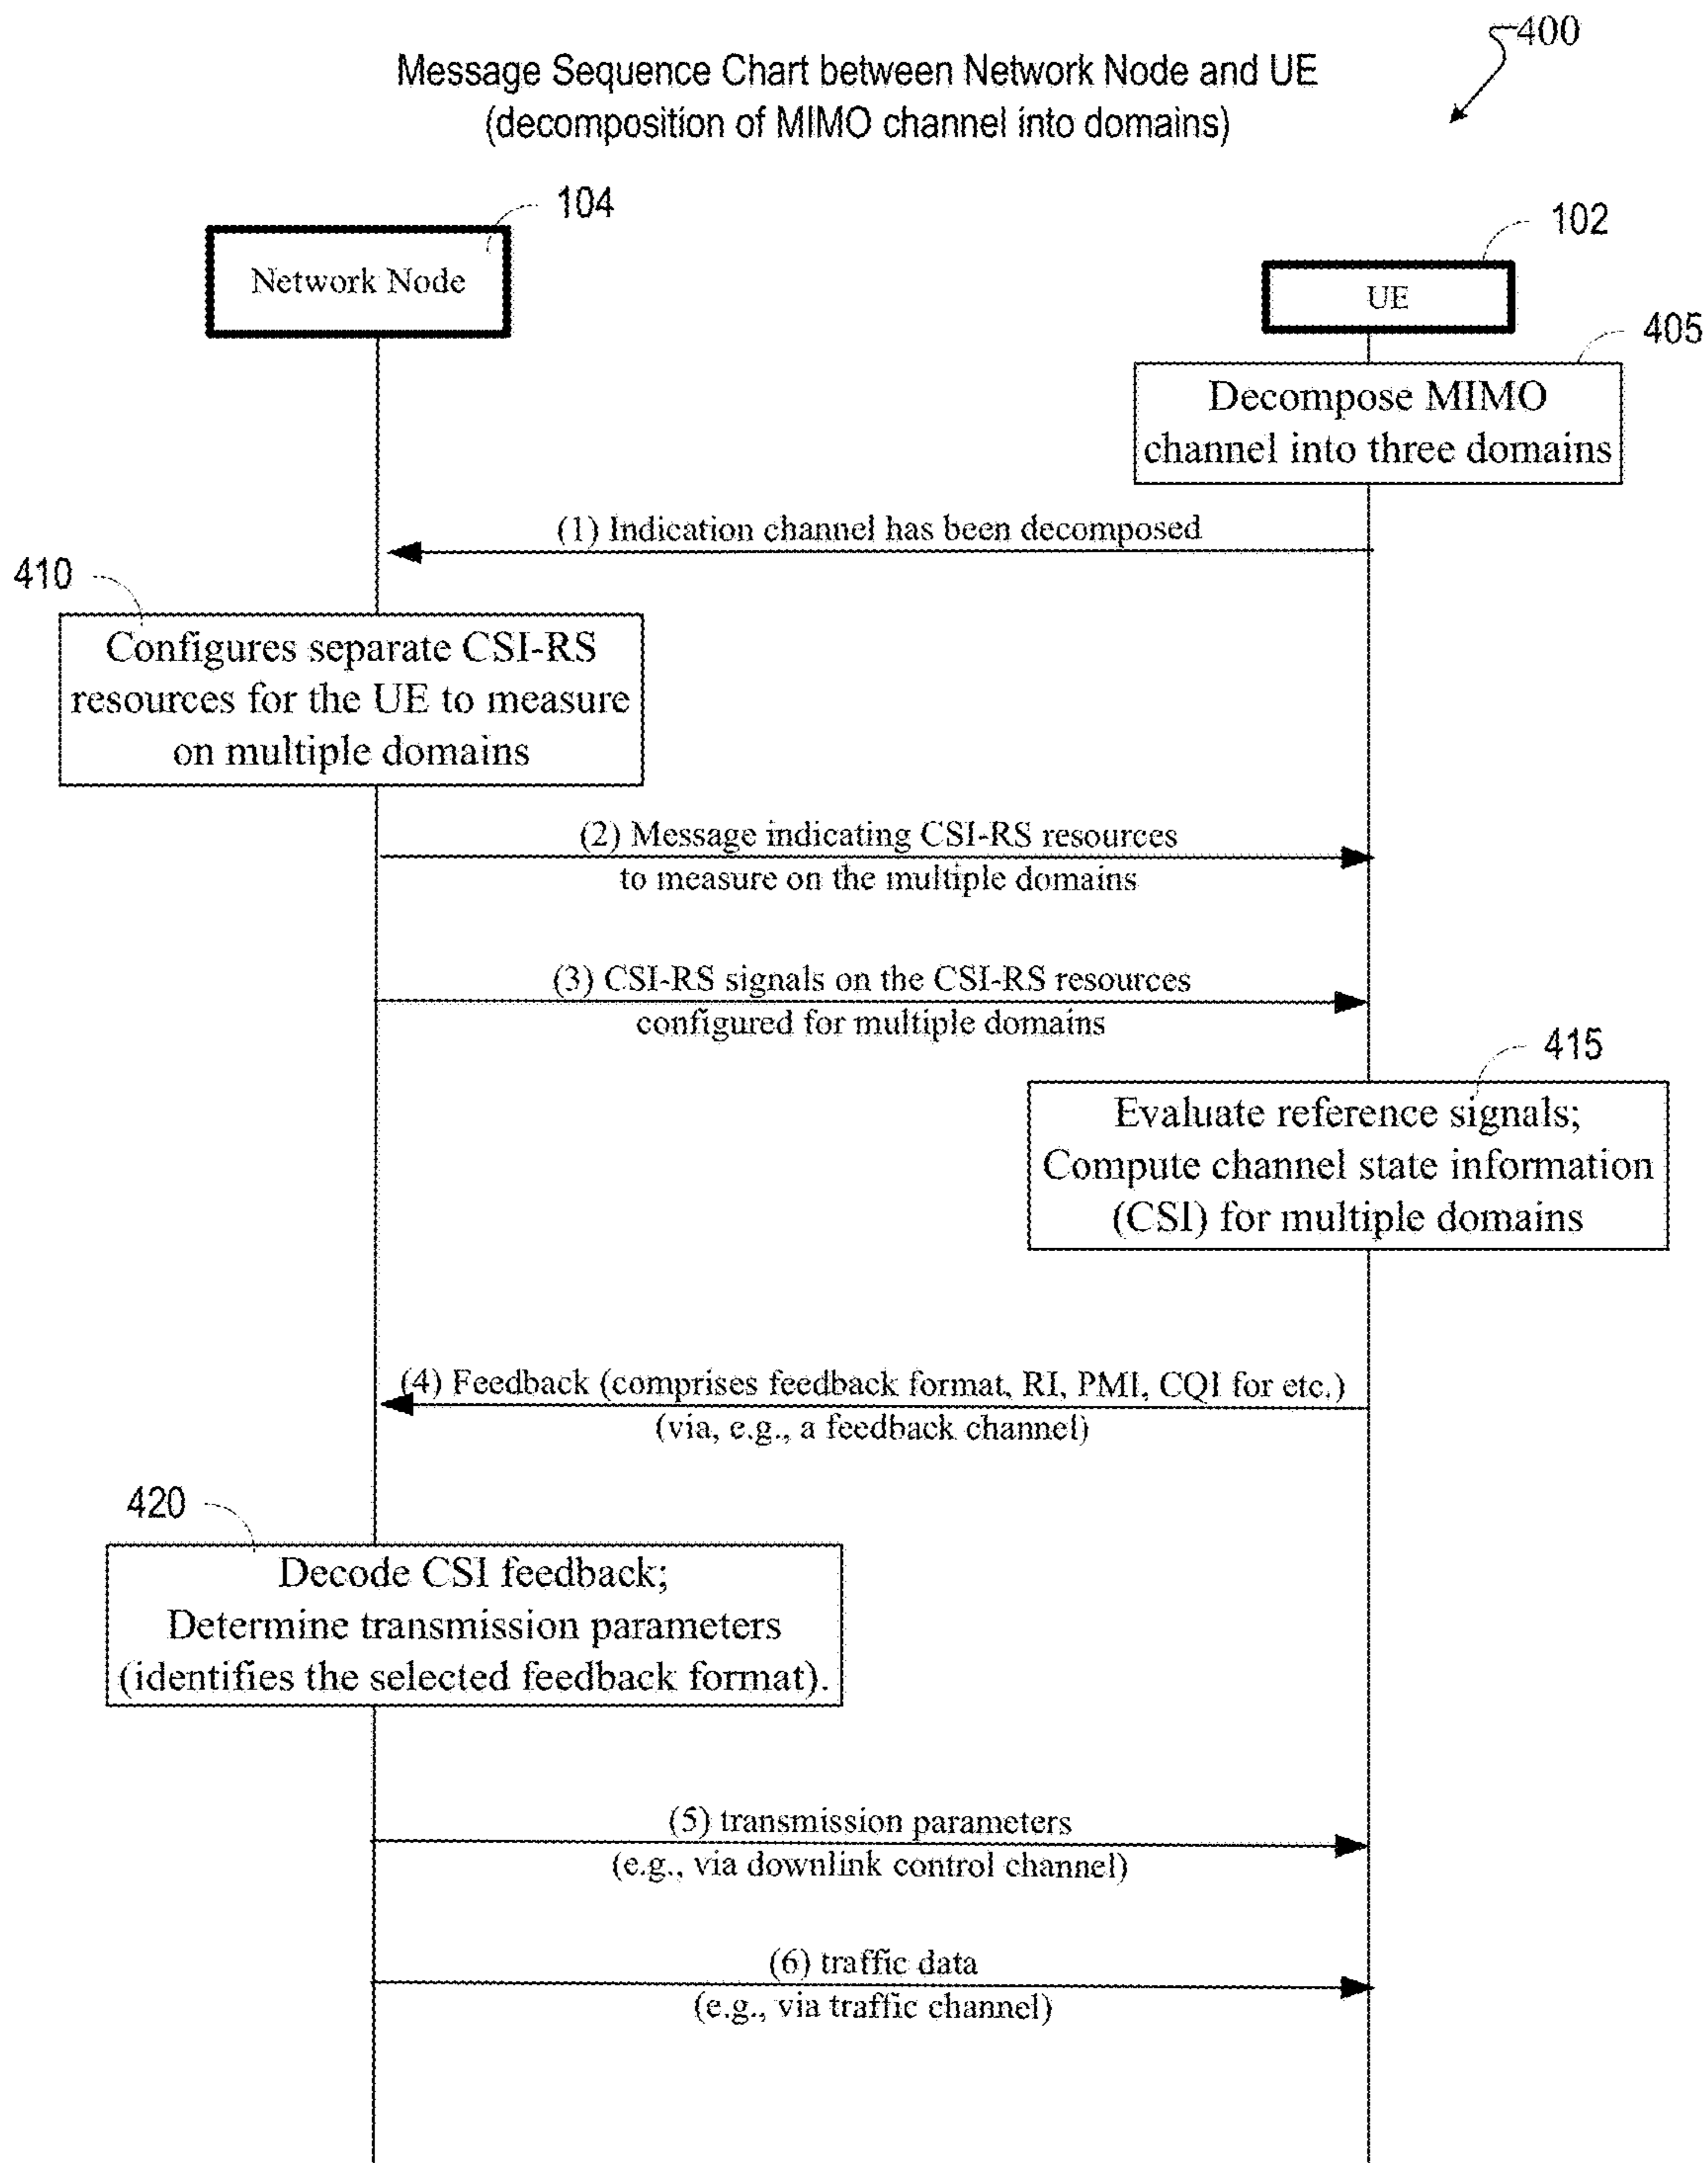 400
Message Sequence Chart between Network Node and UE
(decomposition of MIMO channel into domains)
104
Network Node
102
UE
405
Decompose MIMO
channel into three domains
(1) Indication channel has been decomposed
410
Configures separate CSI-RS
resources for the UE to measure
on multiple domains
(2) Message indicating CSI-RS resources
to measure on the multiple domains
(3) CSI-RS signals on the CSI-RS resources
configured for multiple domains
415
Evaluate reference signals;
Compute channel state information
(CSI) for multiple domains
(4) Feedback (comprises feedback format, RI, PMI, CQI for etc.)
(via, e.g., a feedback channel)
420
Decode CSI feedback;
Determine transmission parameters
(identifies the selected feedback format).
(5) transmission parameters
(e.g., via downlink control channel)
(6) traffic data
(e.g., via traffic channel)